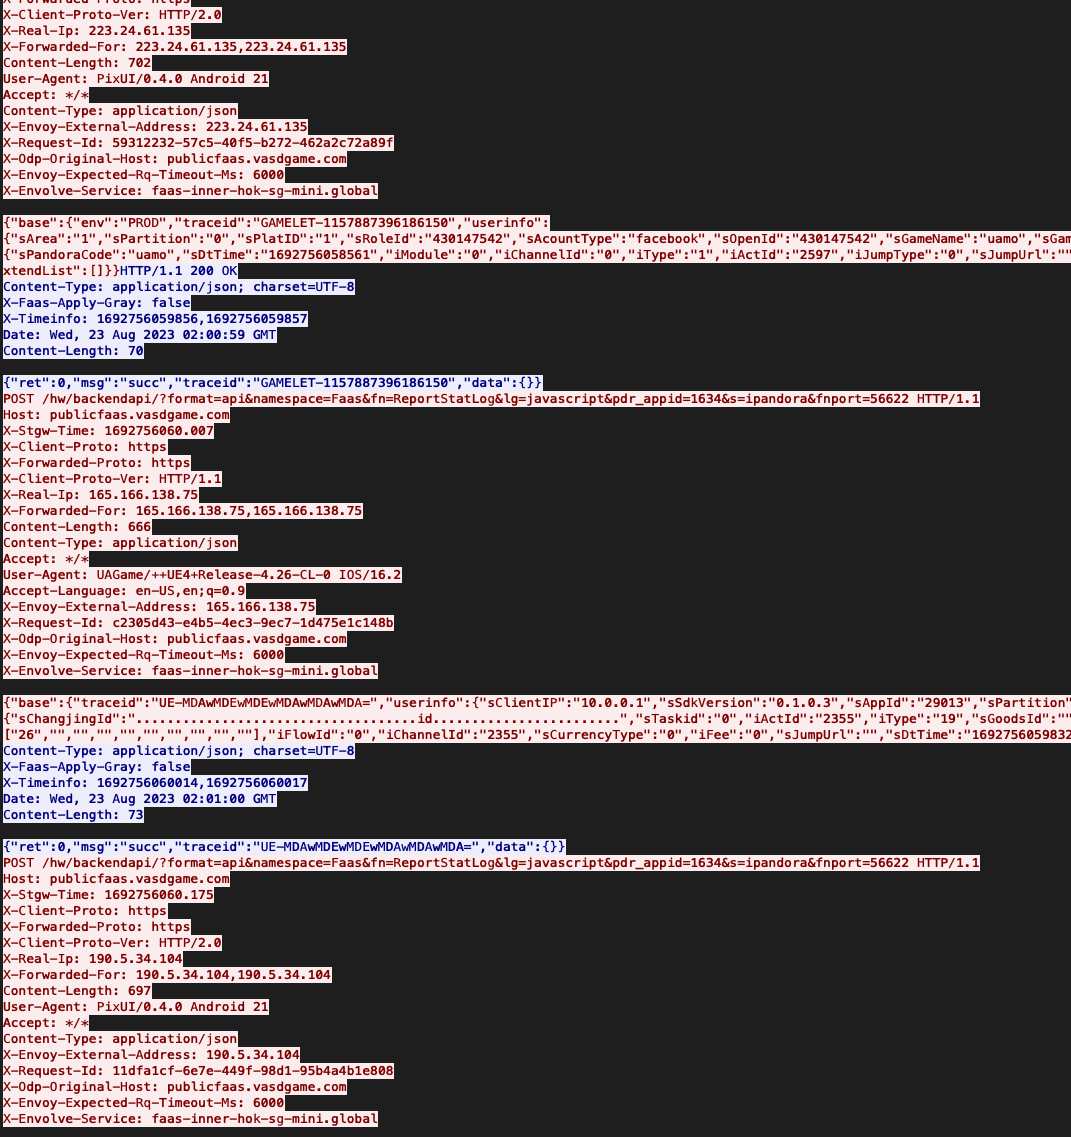 X-Forwarded-Proto: https
X-Client-Proto-Ver: HTTP/2.0
X-Real-Ip: 223.24.61.135
X-Forwarded-For: 223.24.61.135,223.24.61.135
Content-Length: 702
User-Agent: PixUI/0.4.0 Android 21
Accept: */*
Content-Type: application/json
X-Envoy-External-Address: 223.24.61.135
X-Request-Id: 59312232-57c5-40f5-b272-462a2c72a89f
X-Odp-Original-Host: publicfaas.vasdgame.com
X-Envoy-Expected-Rq-Timeout-Ms: 6000
X-Envolve-Service: faas-inner-hok-sg-mini.global
{"base":{"env":"PROD","traceid":"GAMELET-1157887396186150","userinfo":
{"sArea":"1","sPartition":"0","sPlatID":"1","sRoleId":"430147542","sAcountType":"facebook","sOpenId":"430147542","sGameName":"uamo","sGam
{"sPandoraCode":"uamo","sDtTime":"1692756058561","iModule":"0","iChannelId":"0","iType":"1","iActId":"2597","iJumpType":"0","sJumpUrl":""
xtendList":[]}}HTTP/1.1 200 OK
Content-Type: application/json; charset=UTF-8
X-Faas-Apply-Gray: false
X-Timeinfo: 1692756059856,1692756059857
Date: Wed, 23 Aug 2023 02:00:59 GMT
Content-Length: 70
{"ret":0,"msg":"succ","traceid":"GAMELET-1157887396186150","data":{}}
POST /hw/backendapi/?format=api&namespace=Faas&fn=ReportStatLog&lg=javascript&pdr_appid=1634&s=ipandora&fnport=56622 HTTP/1.1
Host: publicfaas.vasdgame.com
X-Stgw-Time: 1692756060.007
X-Client-Proto: https
X-Forwarded-Proto: https
X-Client-Proto-Ver: HTTP/1.1
X-Real-Ip: 165.166.138.75
X-Forwarded-For: 165.166.138.75,165.166.138.75
Content-Length: 666
Content-Type: application/json
Accept: */*
User-Agent: UAGame/++UE4+Release-4.26-CL-0 IOS/16.2
Accept-Language: en-US,en;q=0.9
X-Envoy-External-Address: 165.166.138.75
X-Request-Id: c2305d43-e4b5-4ec3-9ec7-1d475e1c148b
X-Odp-Original-Host: publicfaas.vasdgame.com
X-Envoy-Expected-Rq-Timeout-Ms: 6000
X-Envolve-Service: faas-inner-hok-sg-mini.global
{"base":{"traceid":"UE-MDAwMDEwMDEwMDAwMDAwMDA=","userinfo":{"sClientIP":"10.0.0.1","sSdkVersion":"0.1.0.3","sAppId":"29013","sPartition"
{"sChangjingId":"....................................id........................","sTaskid":"0","iActId":"2355","iType":"19","sGoodsId":""
["26","","","","","","","","",""],"iFlowId":"0","iChannelId":"2355","sCurrencyType":"0","iFee":"0","sJumpUrl":"","sDtTime":"1692756059832
Content-Type: application/json; charset=UTF-8
X-Faas-Apply-Gray: false
X-Timeinfo: 1692756060014,1692756060017
Date: Wed, 23 Aug 2023 02:01:00 GMT
Content-Length: 73
{"ret":0,"msg":"succ","traceid":"UE-MDAwMDEwMDEwMDAwMDAwMDA=","data":{}}
POST /hw/backendapi/?format=api&namespace=Faas&fn=ReportStatLog&lg=javascript&pdr_appid=1634&s=ipandora&fnport=56622 HTTP/1.1
Host: publicfaas.vasdgame.com
X-Stgw-Time: 1692756060.175
X-Client-Proto: https
X-Forwarded-Proto: https
X-Client-Proto-Ver: HTTP/2.0
X-Real-Ip: 190.5.34.104
X-Forwarded-For: 190.5.34.104,190.5.34.104
Content-Length: 697
User-Agent: PixUI/0.4.0 Android 21
Accept: */*
Content-Type: application/json
X-Envoy-External-Address: 190.5.34.104
X-Request-Id: 11dfa1cf-6e7e-449f-98d1-95b4a4b1e808
X-Odp-Original-Host: publicfaas.vasdgame.com
X-Envoy-Expected-Rq-Timeout-Ms: 6000
X-Envolve-Service: faas-inner-hok-sg-mini.global